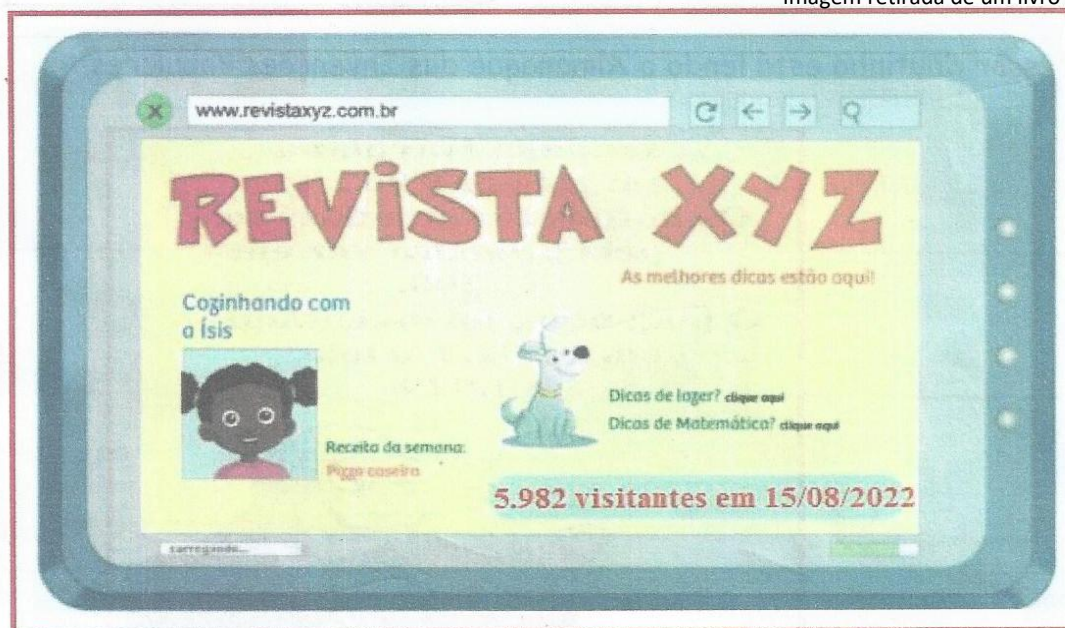 Imagem retirada de um livro
www.revistaxyz.com.br
REVISTA XYZ
As melhores dicas estão aqui!
Cozinhando com
a Ísis
Dicas de lazer? clique aqui
Dicas de Matemática? clique aqui
Receita da semana:
Pizza caseira
5.982 visitantes em 15/08/2022
carregando...